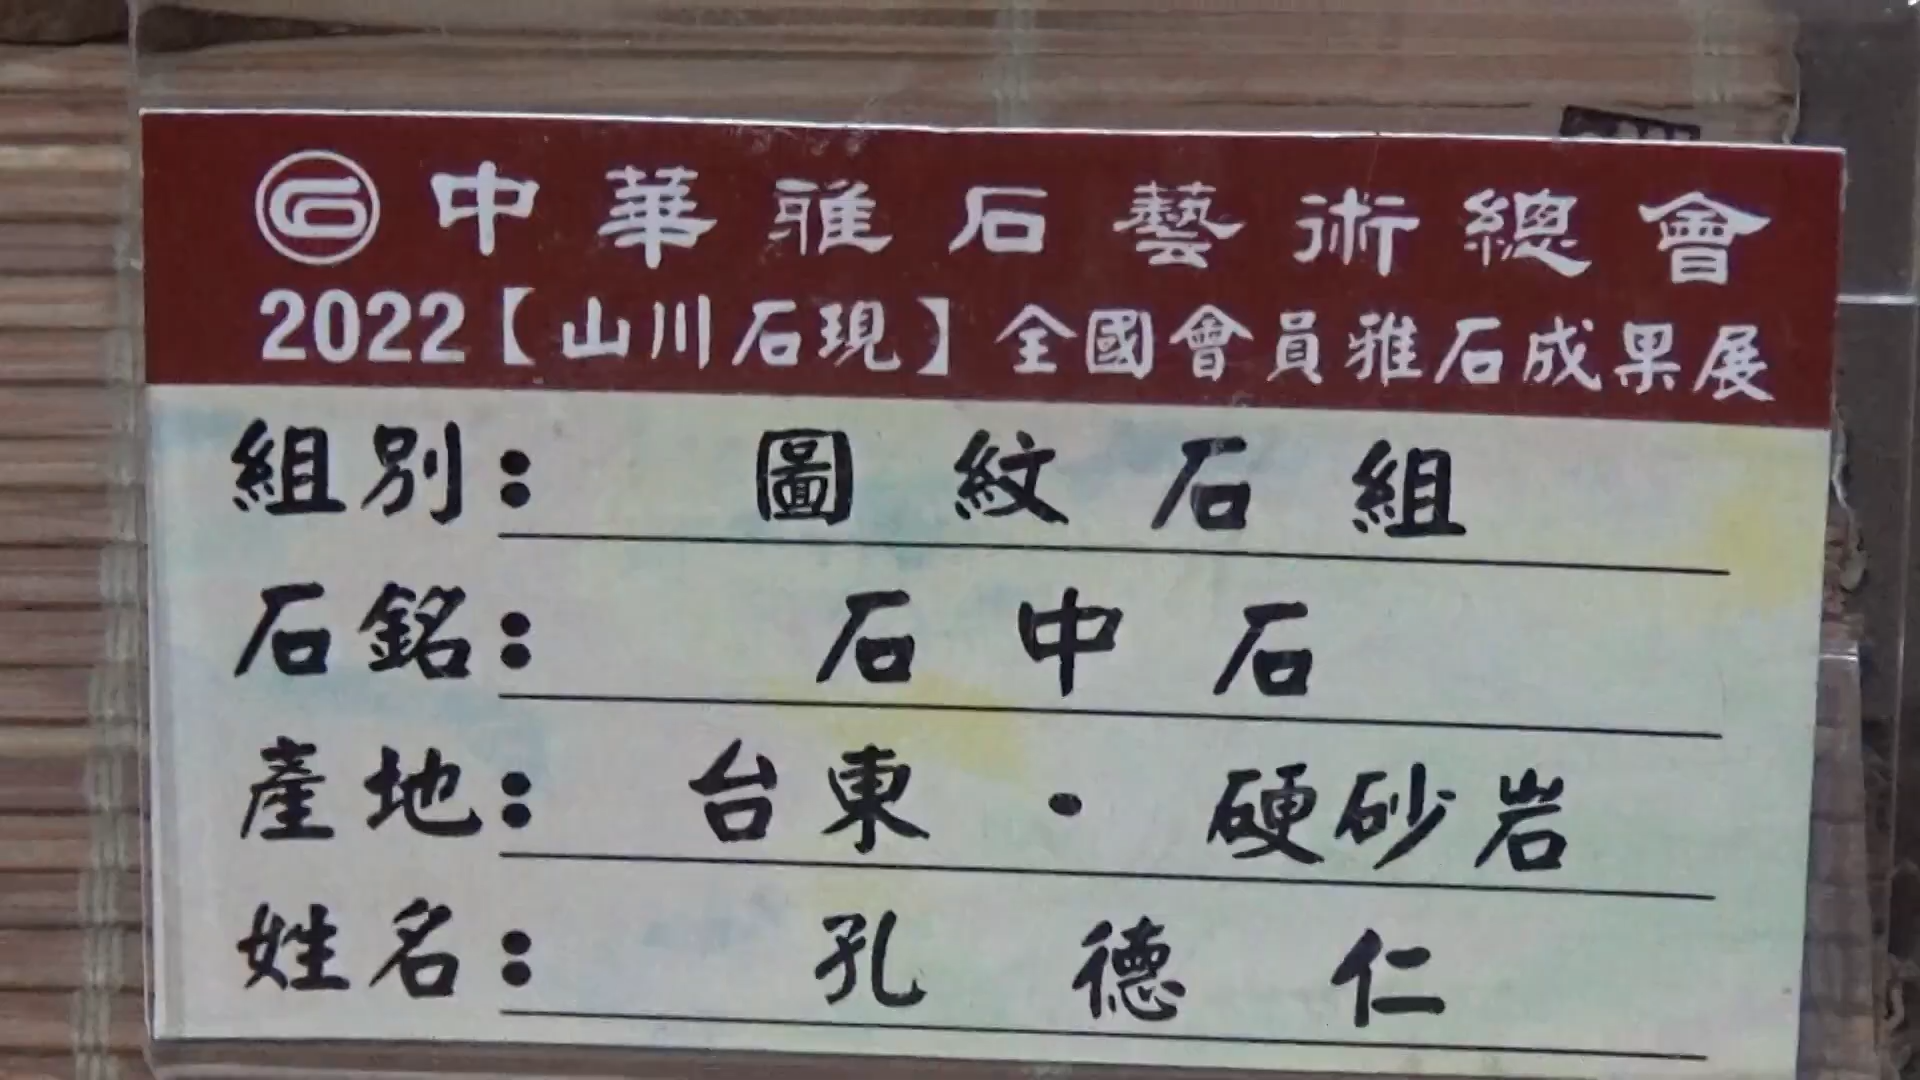 中華雅石藝術總會
2022【山川石現】全國會員雅石成果展
組別: 圖紋石組
石銘: 石中石
產地: 台東・硬砂岩
姓名: 孔德仁